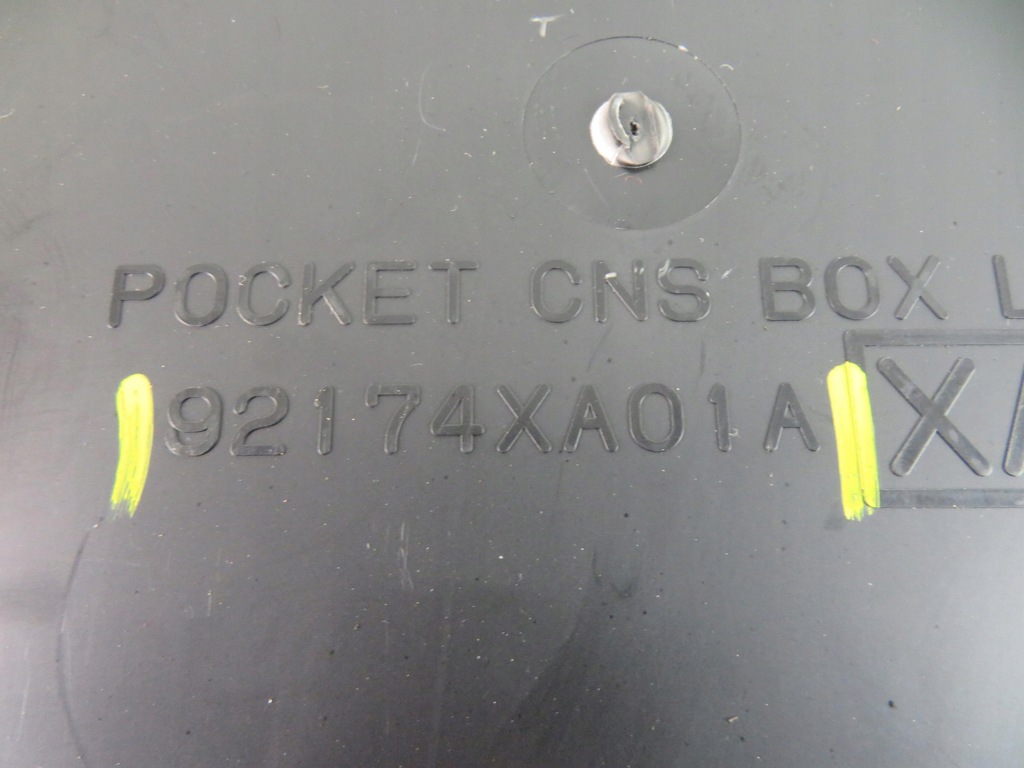 POCKET CNS BOX L
92174XA01A
X